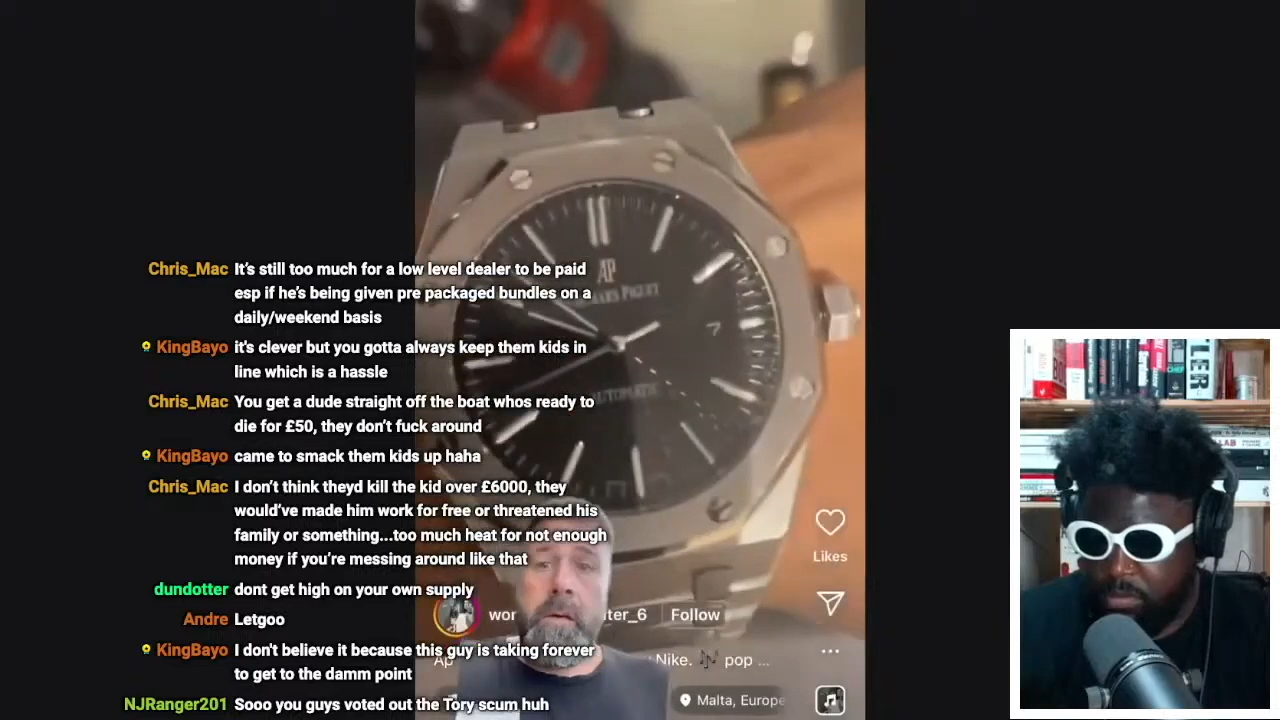 AP
AUTOMATIC
7
Chris_Mac It's still too much for a low level dealer to be paid
esp if he's being given pre packaged bundles on a
daily/weekend basis
KingBayo it's clever but you gotta always keep them kids in
line which is a hassle
Chris_Mac You get a dude straight off the boat whos ready to
die for £50, they don't fuck around
KingBayo came to smack them kids up haha
Chris_Mac I don't think they'd kill the kid over £6000, they
would've made him work for free or threatened his
family or something...too much heat for not enough
money if you're messing around like that
dundotter dont get high on your own supply
Andre Letgoo
KingBayo I don't believe it because this guy is taking forever
to get to the damm point
NJRanger201 Sooo you guys voted out the Tory scum huh
Likes
Follow
Nike. 🎶 pop ...
Malta, Europe